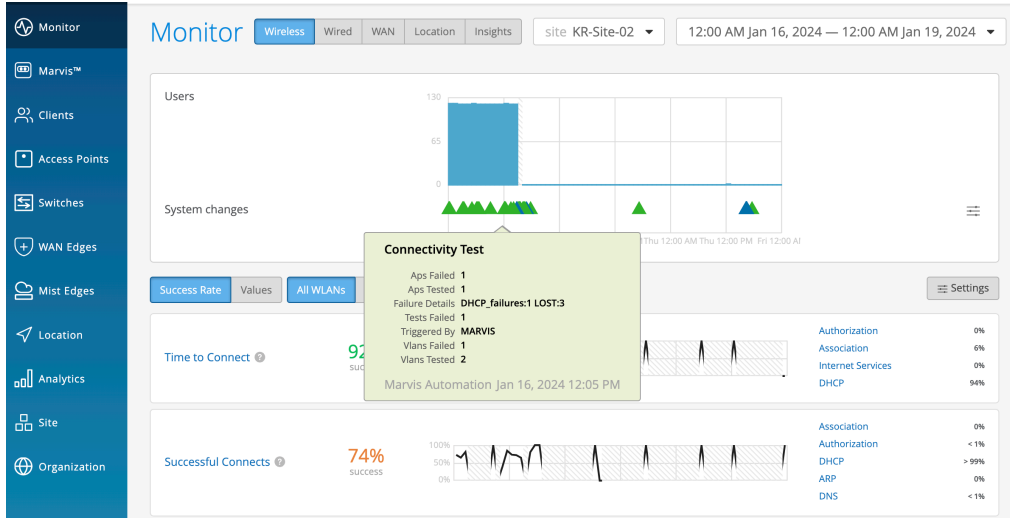 Monitor
Marvis™
Clients
Access Points
Switches
WAN Edges
Mist Edges
Location
Analytics
Site
Organization
Monitor Wireless Wired WAN Location Insights site KR-Site-02 12:00 AM Jan 16, 2024 — 12:00 AM Jan 19, 2024
Users
130
65
0
System changes
Thu 12:00 AM Thu 12:00 PM Fri 12:00 AM
Connectivity Test
Aps Failed 1
Aps Tested 1
Failure Details DHCP_failures:1 LOST:3
Tests Failed 1
Triggered By MARVIS
Vlans Failed 1
Vlans Tested 2
Marvis Automation Jan 16, 2024 12:05 PM
Success Rate Values All WLANs Settings
Time to Connect ?
92
suc
Authorization 0%
Association 6%
Internet Services 0%
DHCP 94%
Successful Connects ?
74%
success
100%
50%
0%
Association 0%
Authorization < 1%
DHCP > 99%
ARP 0%
DNS < 1%